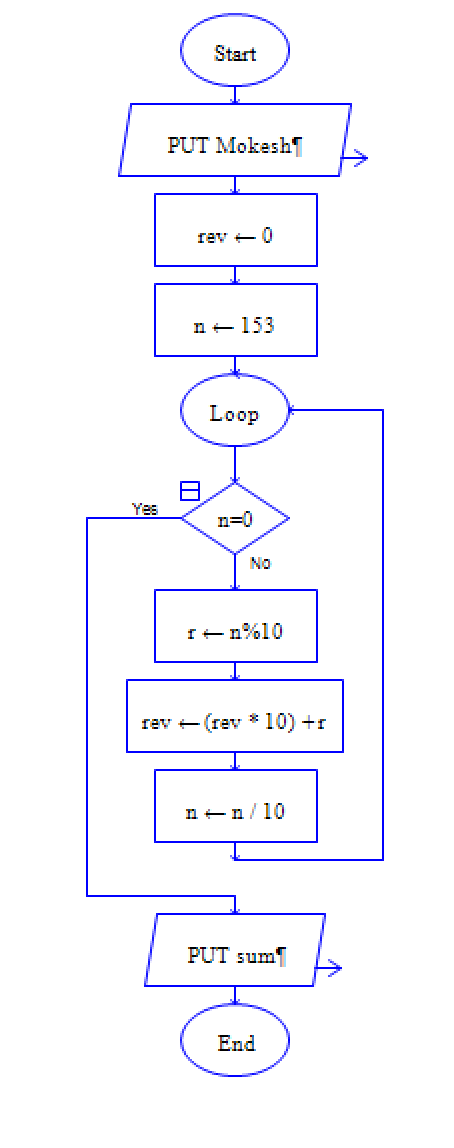 Start
PUT Mokesh¶
rev ← 0
n ← 153
Loop
Yes
n=0
No
r ← n%10
rev ← (rev * 10) +r
n ← n / 10
PUT sum¶
End